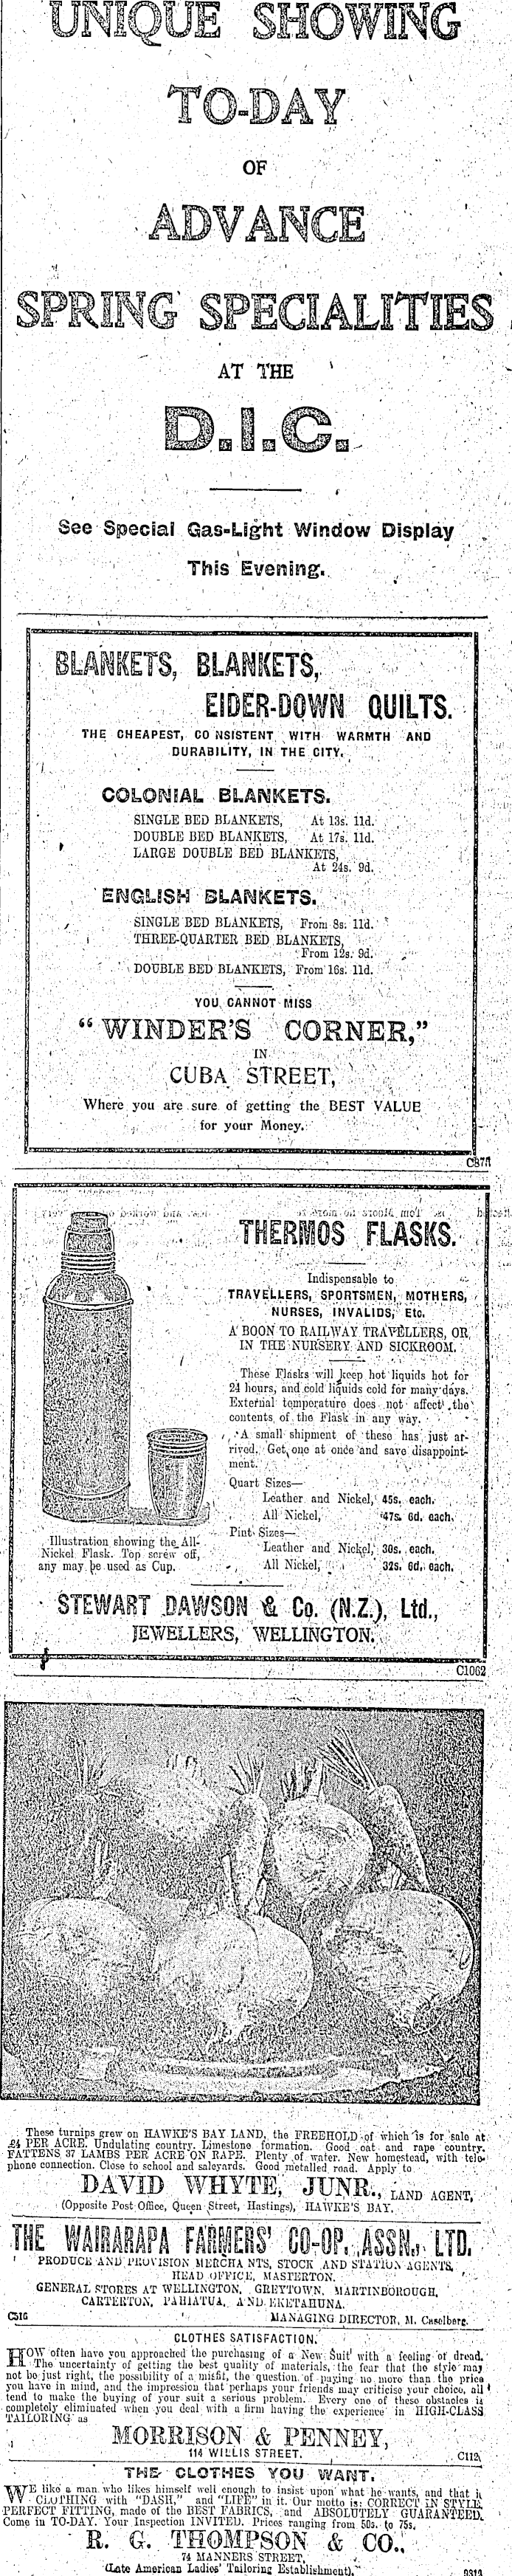 UNIQUE SHOWING
TO-DAY
OF
ADVANCE
SPRING SPECIALITIES
AT THE
D.I.C.
See Special Gas-Light Window Display
This Evening.
BLANKETS, BLANKETS,
EIDER-DOWN QUILTS.
THE CHEAPEST, CONSISTENT WITH WARMTH AND
DURABILITY, IN THE CITY.
COLONIAL BLANKETS.
SINGLE BED BLANKETS, At 13s. 11d.
DOUBLE BED BLANKETS, At 17s. 11d.
LARGE DOUBLE BED BLANKETS,
At 24s. 9d.
ENGLISH BLANKETS.
SINGLE BED BLANKETS, From 8s. 11d.
THREE-QUARTER BED BLANKETS,
From 12s. 9d.
DOUBLE BED BLANKETS, From 16s. 11d.
YOU CANNOT MISS
"WINDER'S CORNER,"
IN
CUBA STREET,
Where you are sure of getting the BEST VALUE
for your Money.
THERMOS FLASKS.
Indispensable to
TRAVELLERS, SPORTSMEN, MOTHERS,
NURSES, INVALIDS, Etc.
A BOON TO RAILWAY TRAVELLERS, OR
IN THE NURSERY AND SICKROOM.
These Flasks will keep hot liquids hot for
24 hours, and cold liquids cold for many days.
External temperature does not affect the
contents of the Flask in any way.
A small shipment of these has just ar-
rived. Get one at once and save disappoint-
ment.
Quart Sizes—
Leather and Nickel, 45s. each.
All Nickel, 47s. 6d. each.
Pint Sizes—
Leather and Nickel, 30s. each.
All Nickel, 32s. 6d. each.
Illustration showing the All-
Nickel Flask. Top screw off,
any may be used as Cup.
STEWART DAWSON & Co. (N.Z.), Ltd.,
JEWELLERS, WELLINGTON.
C1062
These turnips grew on HAWKE'S BAY LAND, the FREEHOLD of which is for sale at
£4 PER ACRE. Undulating country. Limestone formation. Good oat and rape country.
FATTENS 37 LAMBS PER ACRE ON RAPE. Plenty of water. New homestead, with tele-
phone connection. Close to school and saleyards. Good metalled road. Apply to
DAVID WHYTE, JUNR., LAND AGENT,
(Opposite Post Office, Queen Street, Hastings), HAWKE'S BAY.
THE WAIRARAPA FARMERS' CO-OP. ASSN., LTD.
PRODUCE AND PROVISION MERCHANTS, STOCK AND STATION AGENTS,
HEAD OFFICE, MASTERTON.
GENERAL STORES AT WELLINGTON, GREYTOWN, MARTINBOROUGH,
CARTERTON, PAHIATUA, AND EKETAHUNA.
C516 MANAGING DIRECTOR, M. Caselberg.
CLOTHES SATISFACTION.
HOW often have you approached the purchasing of a New Suit with a feeling of dread.
The uncertainty of getting the best quality of materials, the fear that the style may
not be just right, the possibility of a misfit, the question of paying no more than the price
you have in mind, and the impression that perhaps your friends may criticise your choice, all
tend to make the buying of your suit a serious problem. Every one of these obstacles is
completely eliminated when you deal with a firm having the experience in HIGH-CLASS
TAILORING as
MORRISON & PENNEY,
114 WILLIS STREET. C112
THE CLOTHES YOU WANT.
WE like a man who likes himself well enough to insist upon what he wants, and that is
CLOTHING with "DASH," and "LIFE" in it. Our motto is: CORRECT IN STYLE,
PERFECT FITTING, made of the BEST FABRICS, and ABSOLUTELY GUARANTEED.
Come in TO-DAY. Your Inspection INVITED. Prices ranging from 50s. to 75s.
R. G. THOMPSON & CO.,
74 MANNERS STREET,
(Late American Ladies' Tailoring Establishment).